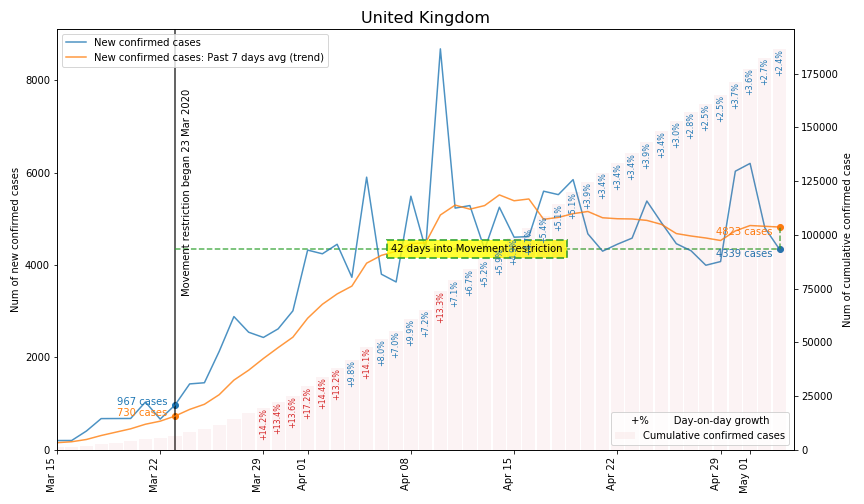 United Kingdom
New confirmed cases
New confirmed cases: Past 7 days avg (trend)
8000
6000
4000
2000
0
Num of new confirmed cases
Movement restriction began 23 Mar 2020
42 days into Movement Restriction
967 cases
730 cases
4823 cases
4339 cases
+14.2%
+13.4%
+13.6%
+17.2%
+14.4%
+13.2%
+9.8%
+14.1%
+8.0%
+7.0%
+9.9%
+7.2%
+13.3%
+7.1%
+6.7%
+5.2%
+5.4%
+5.1%
+5.1%
+3.9%
+3.4%
+3.4%
+3.4%
+3.9%
+3.4%
+3.0%
+2.8%
+2.5%
+2.5%
+3.7%
+3.6%
+2.7%
+2.4%
175000
150000
125000
100000
75000
50000
25000
0
Num of cumulative confirmed case
+% Day-on-day growth
Cumulative confirmed cases
Mar 15
Mar 22
Mar 29
Apr 01
Apr 08
Apr 15
Apr 22
Apr 29
May 01